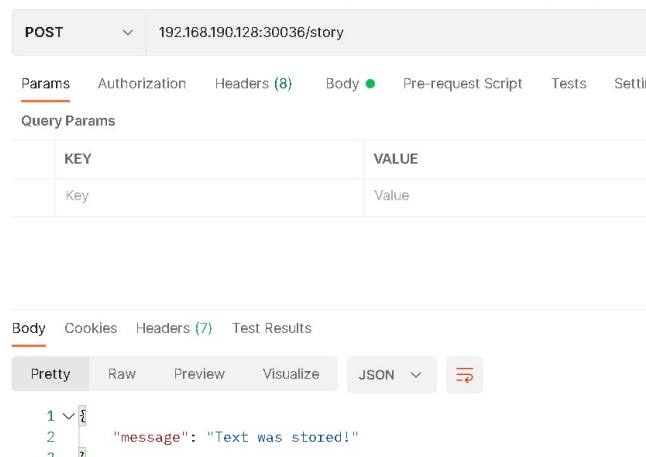 POST 192.168.190.128:30036/story
Params Authorization Headers (8) Body Pre-request Script Tests Setti
Query Params
KEY VALUE
Key Value
Body Cookies Headers (7) Test Results
Pretty Raw Preview Visualize JSON
1 {
2 "message": "Text was stored!"
3 }